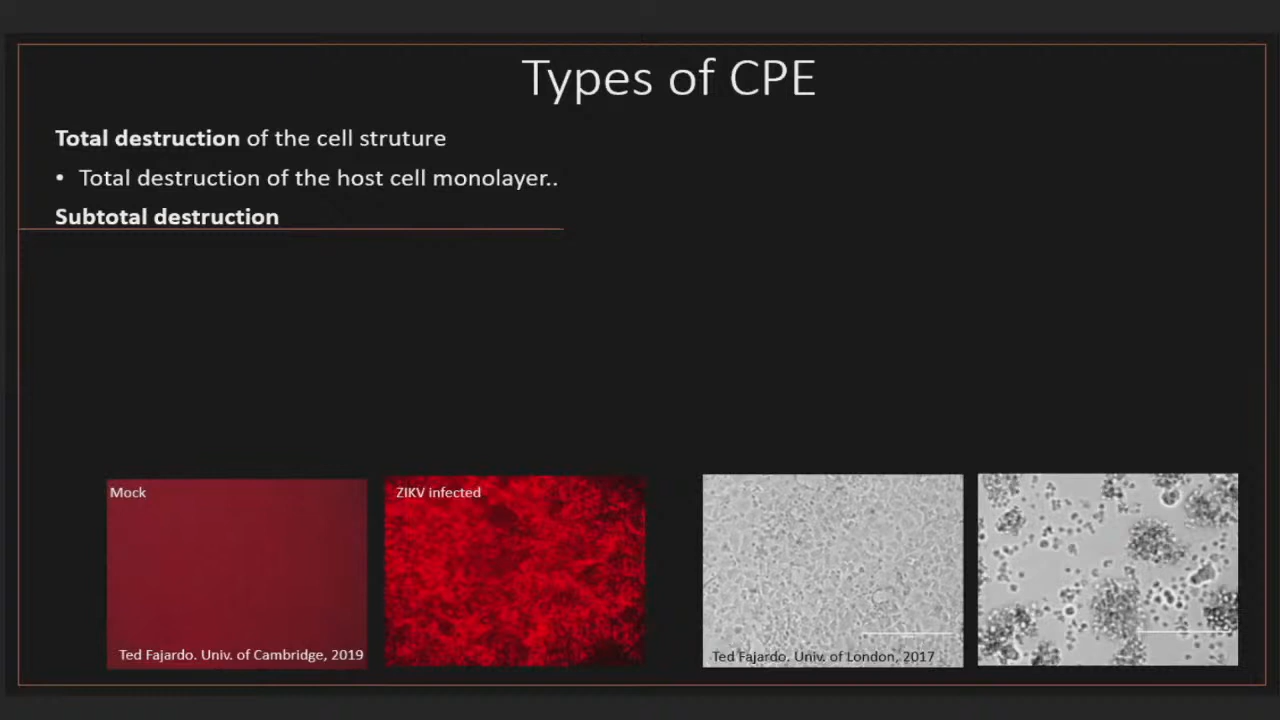 Types of CPE
Total destruction of the cell struture
• Total destruction of the host cell monolayer..
Subtotal destruction
Mock
ZIKV infected
Ted Fajardo. Univ. of Cambridge, 2019
Ted Fajardo. Univ. of London, 2017